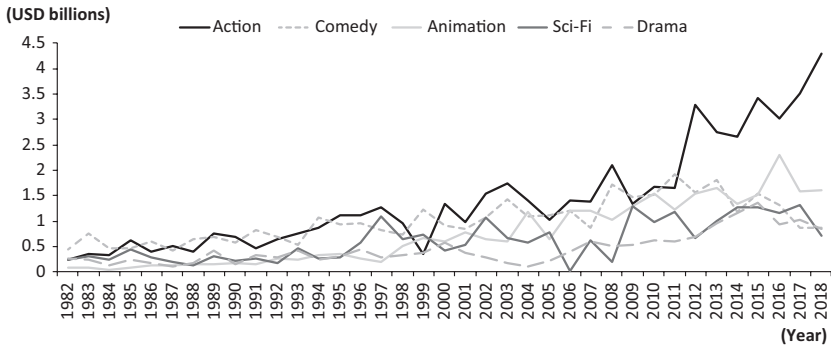 (USD billions)
Action Comedy Animation Sci-Fi Drama
4.5
4
3.5
3
2.5
2
1.5
1
0.5
0
1982 1983 1984 1985 1986 1987 1988 1989 1990 1991 1992 1993 1994 1995 1996 1997 1998 1999 2000 2001 2002 2003 2004 2005 2006 2007 2008 2009 2010 2011 2012 2013 2014 2015 2016 2017 2018
(Year)